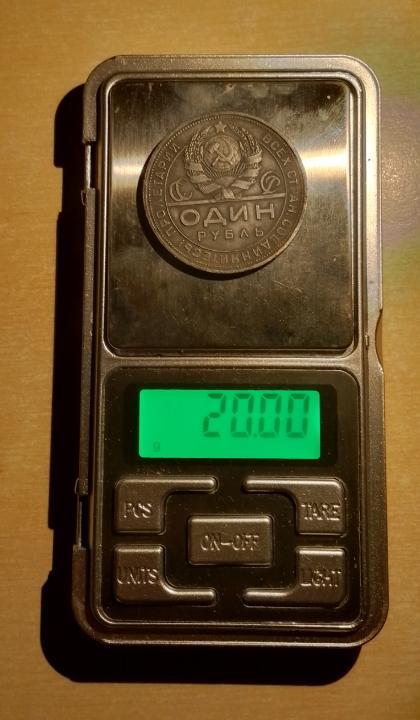 ПРОЛЕТАРИИ ВСЕХ СТРАН СОЕДИНЯЙТЕСЬ!
С С
С Р
ОДИН
РУБЛЬ
20.00
g
PCS
TARE
ON-OFF
UNITS
LIGHT